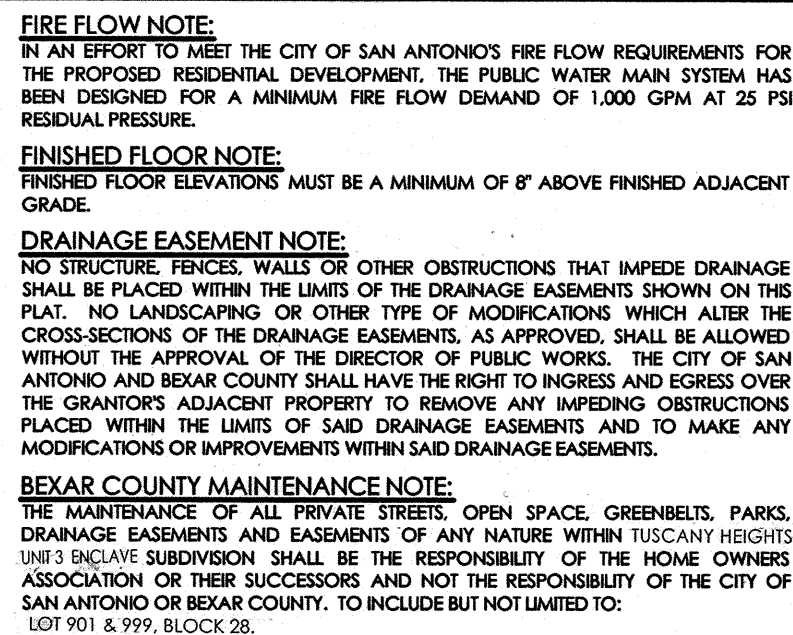 FIRE FLOW NOTE:
IN AN EFFORT TO MEET THE CITY OF SAN ANTONIO'S FIRE FLOW REQUIREMENTS FOR
THE PROPOSED RESIDENTIAL DEVELOPMENT, THE PUBLIC WATER MAIN SYSTEM HAS
BEEN DESIGNED FOR A MINIMUM FIRE FLOW DEMAND OF 1,000 GPM AT 25 PSI
RESIDUAL PRESSURE.
FINISHED FLOOR NOTE:
FINISHED FLOOR ELEVATIONS MUST BE A MINIMUM OF 8" ABOVE FINISHED ADJACENT
GRADE.
DRAINAGE EASEMENT NOTE:
NO STRUCTURE, FENCES, WALLS OR OTHER OBSTRUCTIONS THAT IMPEDE DRAINAGE
SHALL BE PLACED WITHIN THE LIMITS OF THE DRAINAGE EASEMENTS SHOWN ON THIS
PLAT. NO LANDSCAPING OR OTHER TYPE OF MODIFICATIONS WHICH ALTER THE
CROSS-SECTIONS OF THE DRAINAGE EASEMENTS, AS APPROVED, SHALL BE ALLOWED
WITHOUT THE APPROVAL OF THE DIRECTOR OF PUBLIC WORKS. THE CITY OF SAN
ANTONIO AND BEXAR COUNTY SHALL HAVE THE RIGHT TO INGRESS AND EGRESS OVER
THE GRANTOR'S ADJACENT PROPERTY TO REMOVE ANY IMPEDING OBSTRUCTIONS
PLACED WITHIN THE LIMITS OF SAID DRAINAGE EASEMENTS AND TO MAKE ANY
MODIFICATIONS OR IMPROVEMENTS WITHIN SAID DRAINAGE EASEMENTS.
BEXAR COUNTY MAINTENANCE NOTE:
THE MAINTENANCE OF ALL PRIVATE STREETS, OPEN SPACE, GREENBELTS, PARKS,
DRAINAGE EASEMENTS AND EASEMENTS OF ANY NATURE WITHIN TUSCANY HEIGHTS
UNIT 3 ENCLAVE SUBDIVISION SHALL BE THE RESPONSIBILITY OF THE HOME OWNERS
ASSOCIATION OR THEIR SUCCESSORS AND NOT THE RESPONSIBILITY OF THE CITY OF
SAN ANTONIO OR BEXAR COUNTY. TO INCLUDE BUT NOT LIMITED TO:
LOT 901 & 999, BLOCK 28.